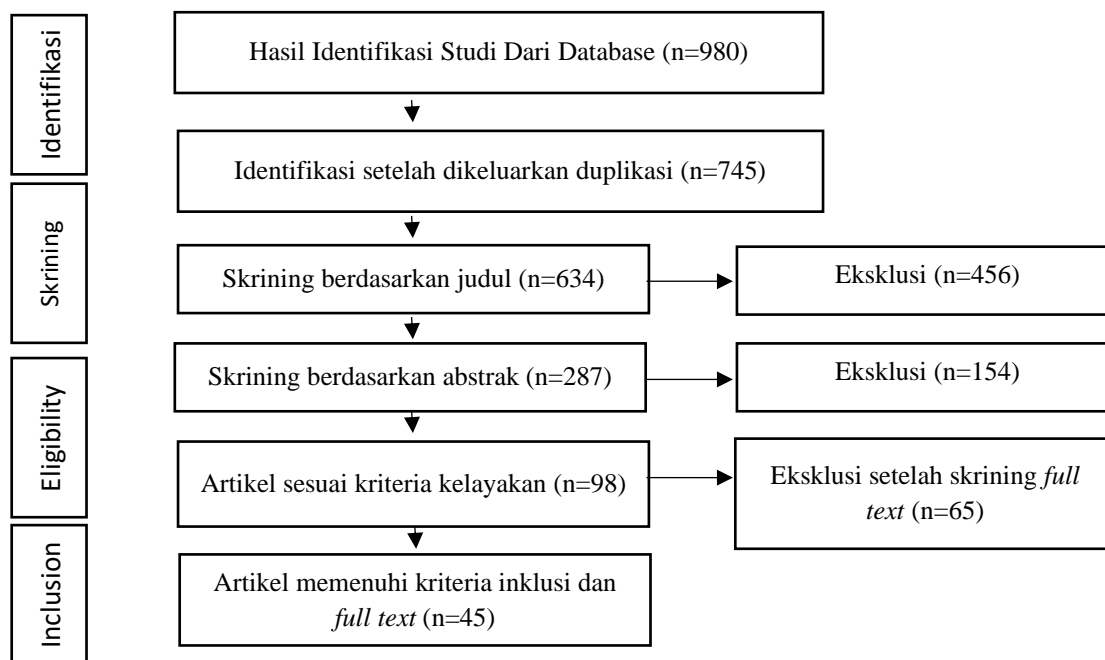 Identifikasi
Hasil Identifikasi Studi Dari Database (n=980)
Identifikasi setelah dikeluarkan duplikasi (n=745)
Skrining
Skrining berdasarkan judul (n=634)
Eksklusi (n=456)
Skrining berdasarkan abstrak (n=287)
Eksklusi (n=154)
Eligibility
Artikel sesuai kriteria kelayakan (n=98)
Eksklusi setelah skrining full
text (n=65)
Inclusion
Artikel memenuhi kriteria inklusi dan
full text (n=45)